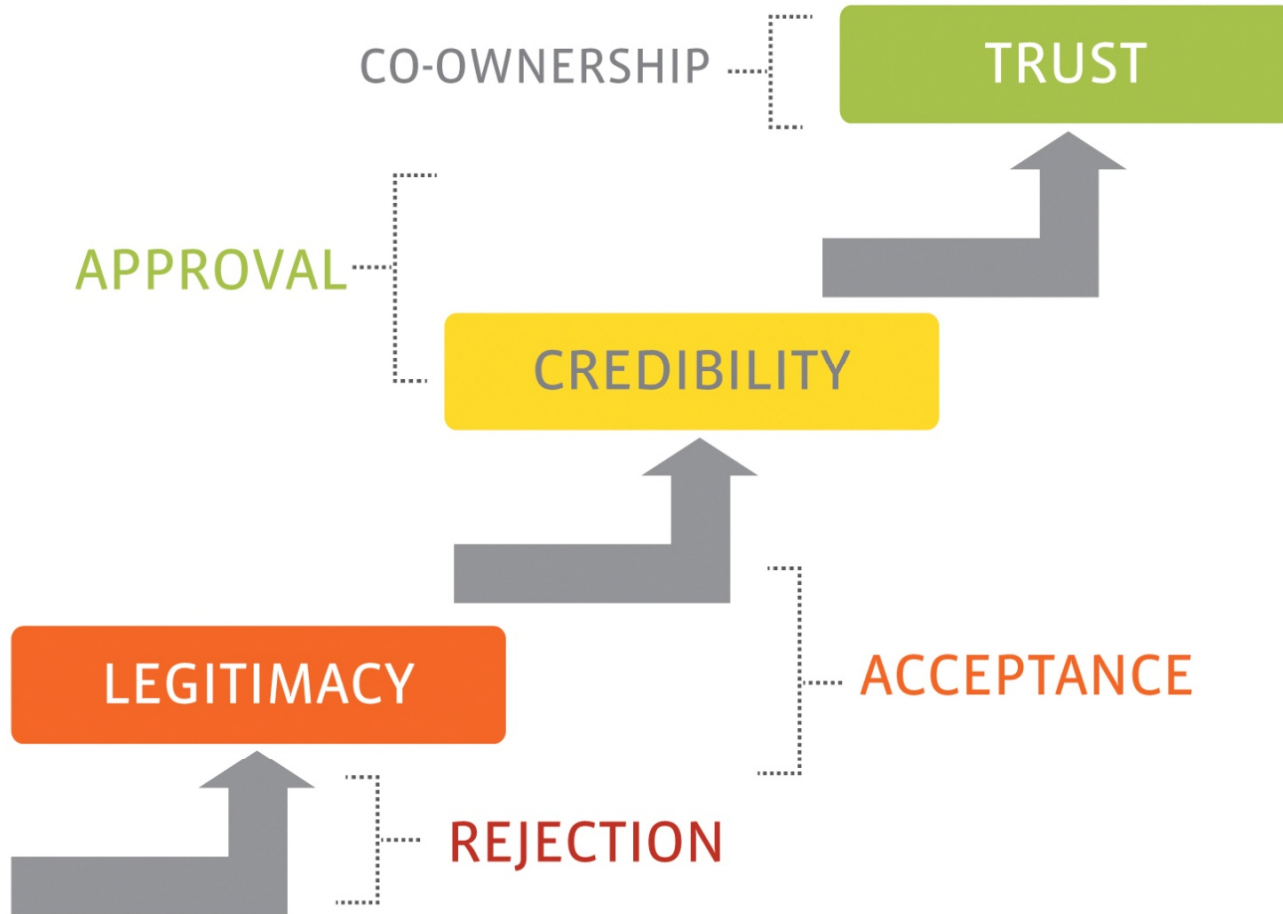 CO-OWNERSHIP
TRUST
APPROVAL
CREDIBILITY
LEGITIMACY
ACCEPTANCE
REJECTION